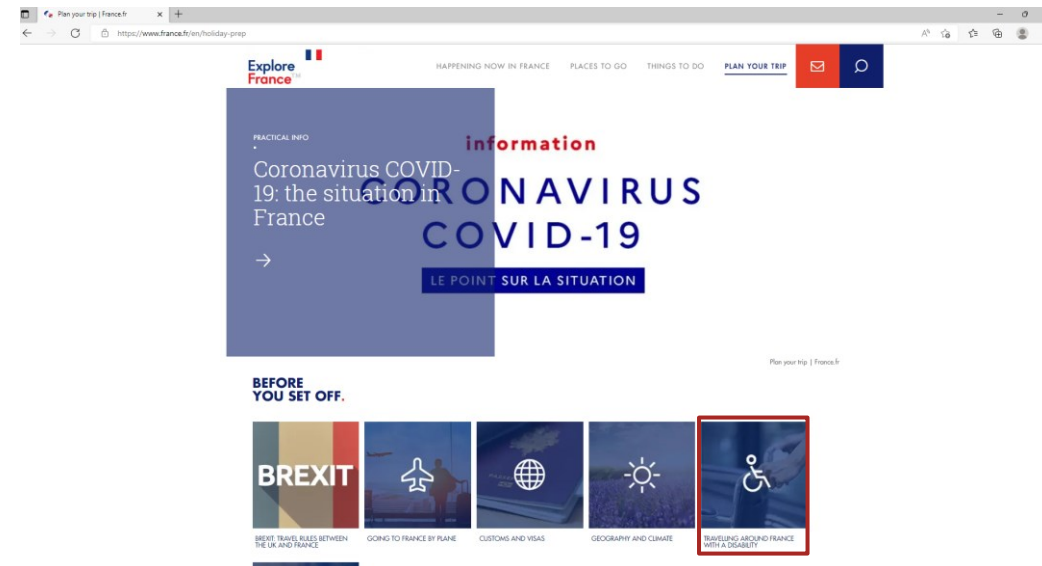 Plan your trip | France.fr
https://www.france.fr/en/holiday-prep
Explore
France™
HAPPENING NOW IN FRANCE PLACES TO GO THINGS TO DO PLAN YOUR TRIP
PRACTICAL INFO
Coronavirus COVID-
19: the situation in
France
information
CORONAVIRUS
COVID-19
LE POINT SUR LA SITUATION
Plan your trip | France.fr
BEFORE
YOU SET OFF.
BREXIT
BREXIT: TRAVEL RULES BETWEEN
THE UK AND FRANCE
GOING TO FRANCE BY PLANE
CUSTOMS AND VISAS
GEOGRAPHY AND CLIMATE
TRAVELLING AROUND FRANCE
WITH A DISABILITY